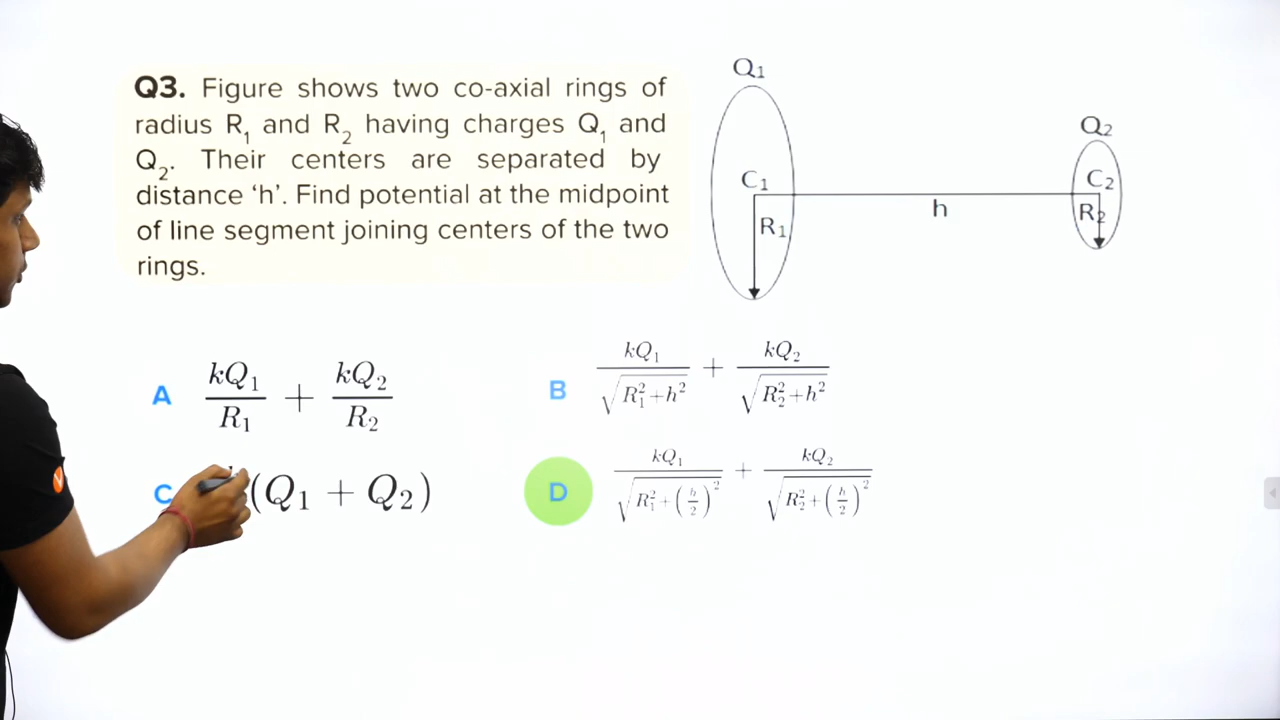 Q3. Figure shows two co-axial rings of
radius R₁ and R₂ having charges Q₁ and
Q₂. Their centers are separated by
distance ‘h’. Find potential at the midpoint
of line segment joining centers of the two
rings.
Q₁
C₁
R₁
h
Q₂
C₂
R₂
A kQ₁/R₁ + kQ₂/R₂
B kQ₁/√(R₁²+h²) + kQ₂/√(R₂²+h²)
C (Q₁ + Q₂)
D kQ₁/√(R₁²+(h/2)²) + kQ₂/√(R₂²+(h/2)²)